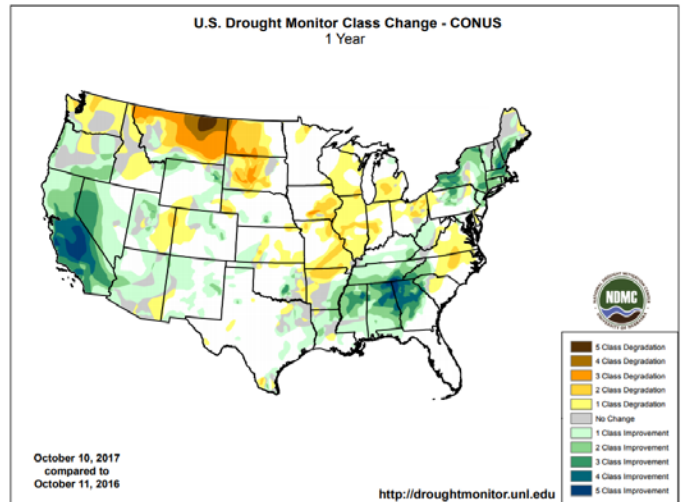 U.S. Drought Monitor Class Change - CONUS
1 Year
NDMC
5 Class Degradation
4 Class Degradation
3 Class Degradation
2 Class Degradation
1 Class Degradation
No Change
1 Class Improvement
2 Class Improvement
3 Class Improvement
4 Class Improvement
5 Class Improvement
October 10, 2017
compared to
October 11, 2016
http://droughtmonitor.unl.edu